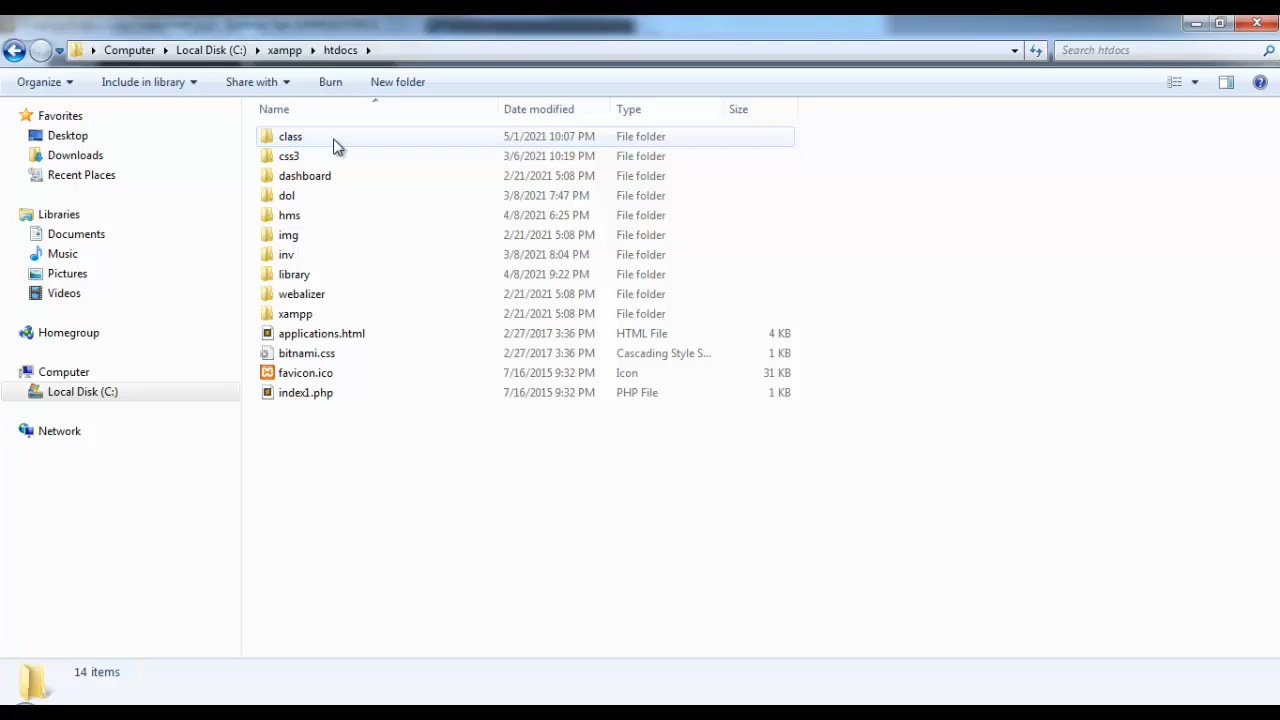 Computer Local Disk (C:) xampp htdocs Search htdocs
Organize Include in library Share with Burn New folder
Name Date modified Type Size
Favorites
Desktop
Downloads
Recent Places
Libraries
Documents
Music
Pictures
Videos
Homegroup
Computer
Local Disk (C:)
Network
class 5/1/2021 10:07 PM File folder
css3 3/6/2021 10:19 PM File folder
dashboard 2/21/2021 5:08 PM File folder
dol 3/8/2021 7:47 PM File folder
hms 4/8/2021 6:25 PM File folder
img 2/21/2021 5:08 PM File folder
inv 3/8/2021 8:04 PM File folder
library 4/8/2021 9:22 PM File folder
webalizer 2/21/2021 5:08 PM File folder
xampp 2/21/2021 5:08 PM File folder
applications.html 2/27/2017 3:36 PM HTML File 4 KB
bitnami.css 2/27/2017 3:36 PM Cascading Style S... 1 KB
favicon.ico 7/16/2015 9:32 PM Icon 31 KB
index1.php 7/16/2015 9:32 PM PHP File 1 KB
14 items